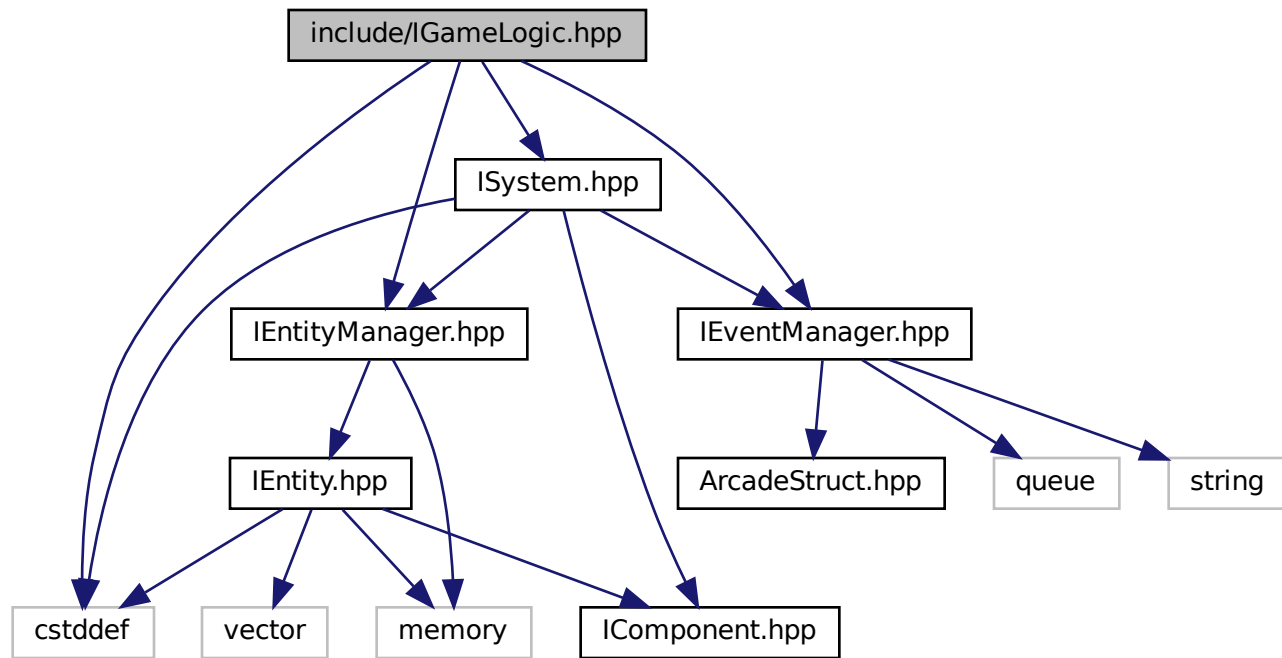 include/IGameLogic.hpp
ISystem.hpp
IEntityManager.hpp
IEventManager.hpp
IEntity.hpp
ArcadeStruct.hpp
queue
string
cstddef
vector
memory
IComponent.hpp